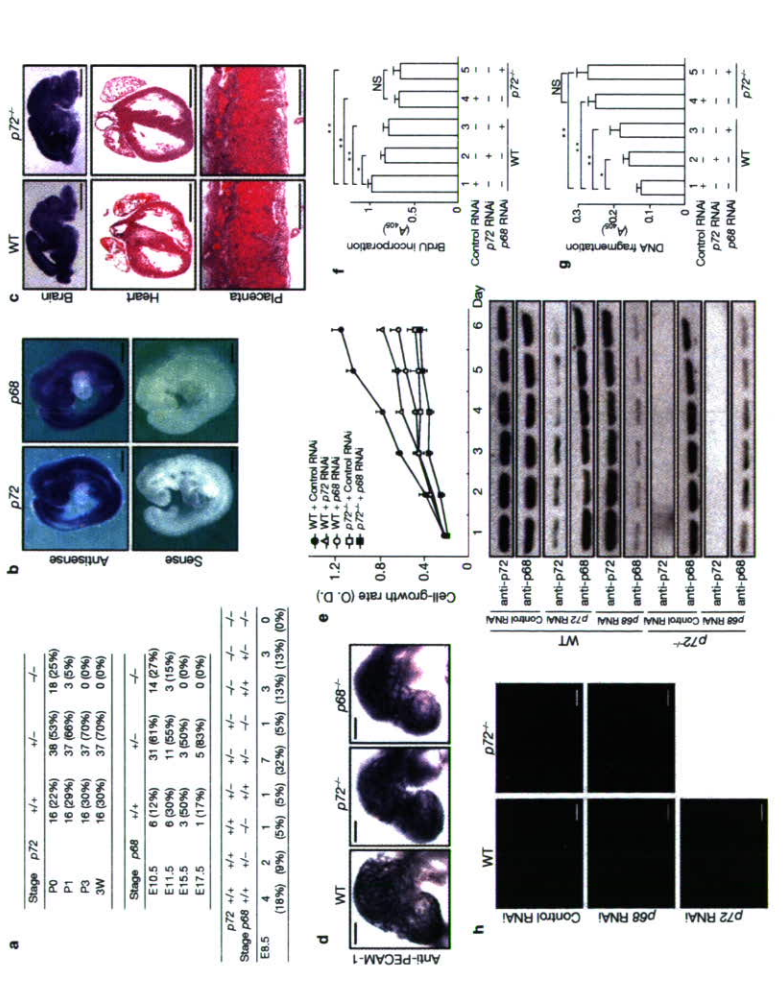 a
Stage p72 +/+ +/− −/−
P0 16 (22%) 38 (53%) 18 (25%)
P1 16 (29%) 37 (66%) 3 (5%)
P3 16 (30%) 37 (70%) 0 (0%)
3W 16 (30%) 37 (70%) 0 (0%)
Stage p68 +/+ +/− −/−
E10.5 6 (12%) 31 (61%) 14 (27%)
E11.5 6 (30%) 11 (55%) 3 (15%)
E15.5 3 (50%) 3 (50%) 0 (0%)
E17.5 1 (17%) 5 (83%) 0 (0%)
p72 +/+ +/+ +/+ +/− +/− +/− −/− −/− −/−
Stage p68 +/+ +/− −/− +/+ +/− −/− +/+ +/− −/−
E8.5 4 2 1 1 7 1 3 3 0
(18%) (9%) (5%) (5%) (32%) (5%) (13%) (13%) (0%)
b
p72 p68
Antisense
Sense
c
WT p72−/−
Brain
Heart
Placenta
d
WT p72−/− p68−/−
Anti-PECAM-1
e
Cell-growth rate (O. D.)
1.2
0.8
0.4
0
WT + Control RNAi
WT + p72 RNAi
WT + p68 RNAi
p72−/− + Control RNAi
p72−/− + p68 RNAi
1 2 3 4 5 6 Day
WT
Control RNAi
anti-p72
anti-p68
p72 RNAi
anti-p72
anti-p68
p68 RNAi
anti-p72
anti-p68
p72−/−
Control RNAi
anti-p72
anti-p68
p68 RNAi
anti-p72
anti-p68
f
BrdU incorporation
(A405)
1
0.5
0
** ** ** * NS
1 2 3 4 5
Control RNAi + − − + −
p72 RNAi − + − − −
p68 RNAi − − + − +
WT p72−/−
g
DNA fragmentation
0.3
0.2
0.1
0
** ** ** * NS
1 2 3 4 5
Control RNAi + − − + −
p72 RNAi − + − − −
p68 RNAi − − + − +
WT p72−/−
h
WT p72−/−
Control RNAi
p68 RNAi
p72 RNAi